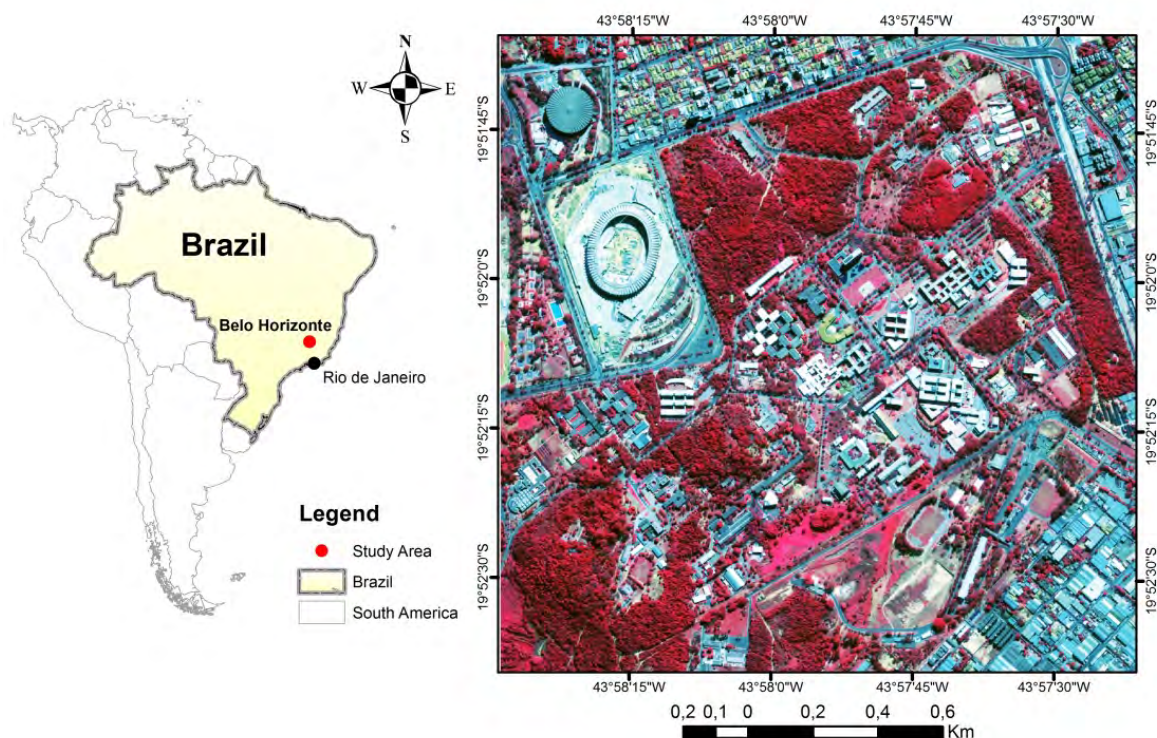 N
W E
S
Brazil
Belo Horizonte
Rio de Janeiro
Legend
Study Area
Brazil
South America
43°58'15"W 43°58'0"W 43°57'45"W 43°57'30"W
19°51'45"S
19°51'45"S
19°52'0"S
19°52'0"S
19°52'15"S
19°52'15"S
19°52'30"S
19°52'30"S
43°58'15"W 43°58'0"W 43°57'45"W 43°57'30"W
0,2 0,1 0 0,2 0,4 0,6
Km